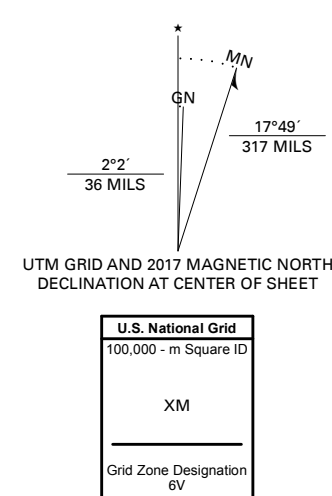 ★
MN
GN
17°49´
317 MILS
2°2´
36 MILS
UTM GRID AND 2017 MAGNETIC NORTH
DECLINATION AT CENTER OF SHEET
U.S. National Grid
100,000 - m Square ID
XM
Grid Zone Designation
6V